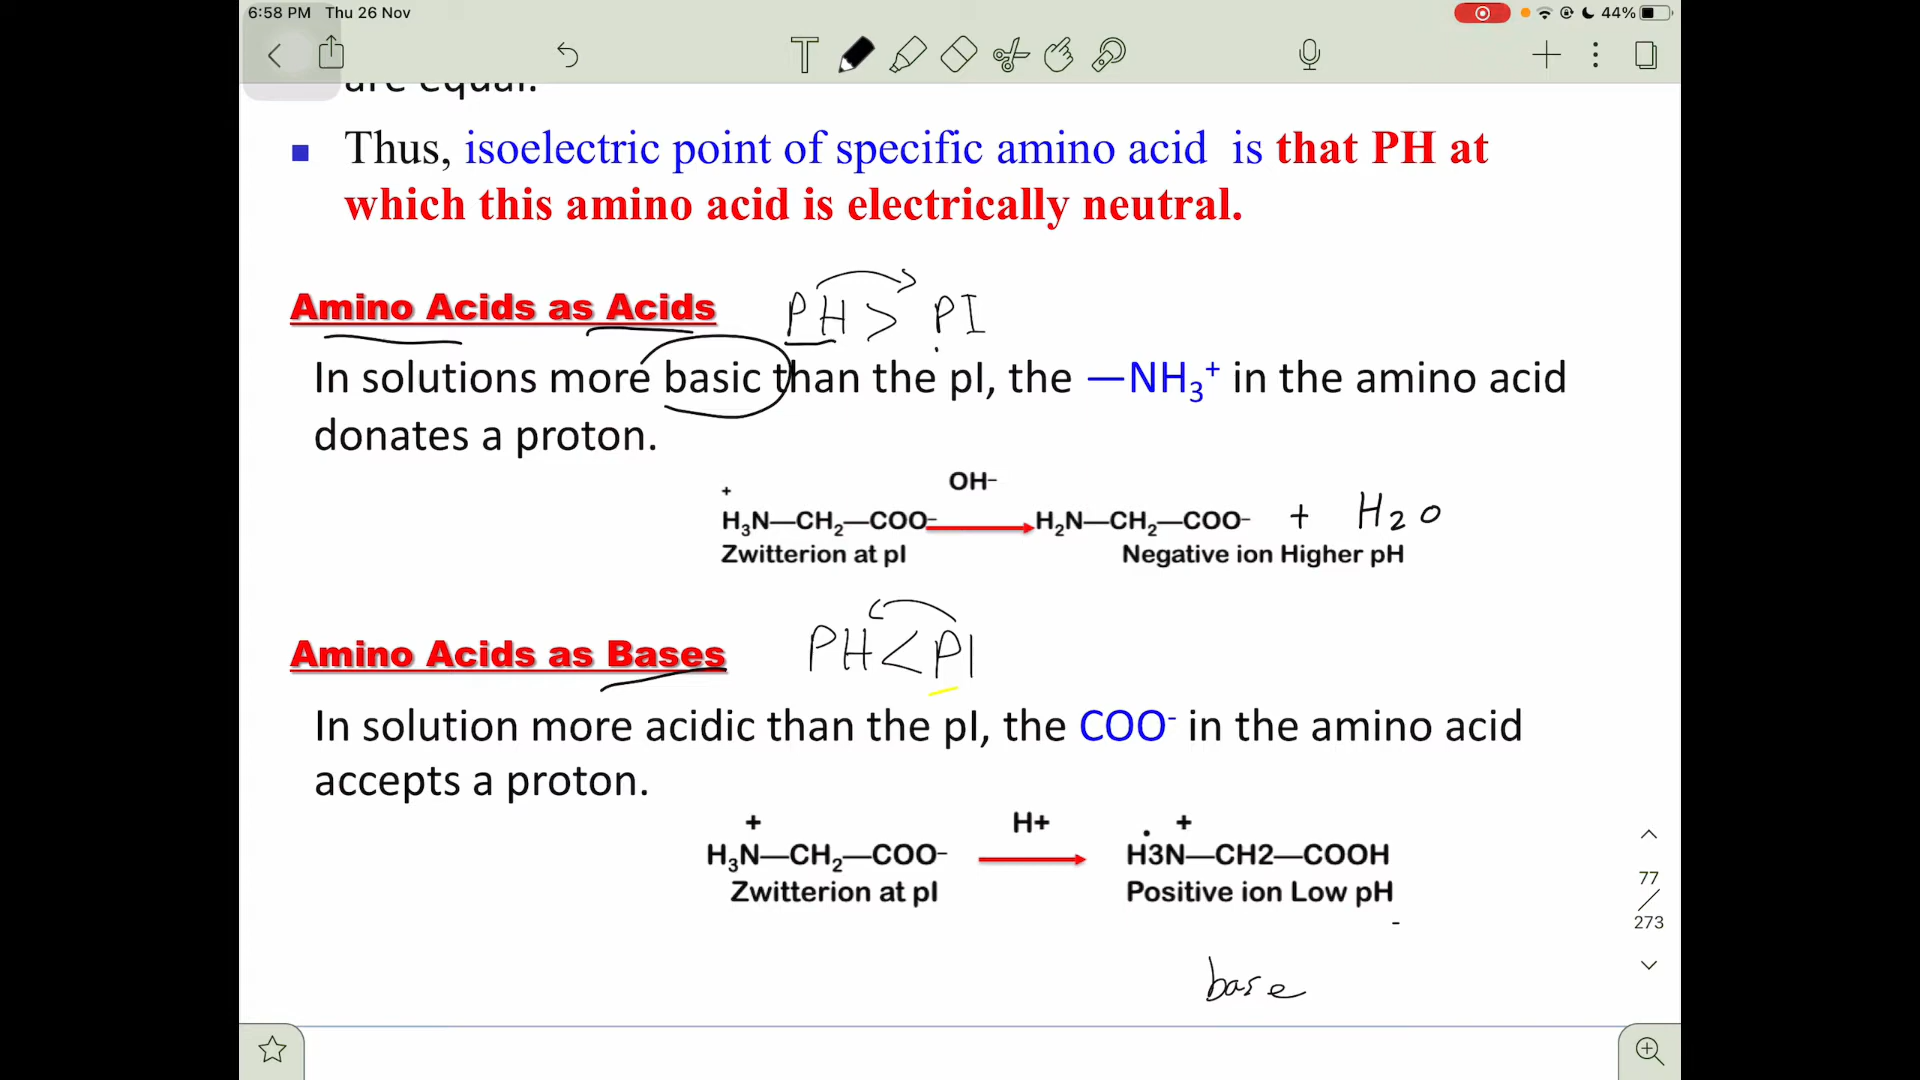 6:58 PM Thu 26 Nov
44%
T
are equal.
Thus, isoelectric point of specific amino acid is that PH at
which this amino acid is electrically neutral.
Amino Acids as Acids PH > PI
In solutions more basic than the pI, the —NH₃⁺ in the amino acid
donates a proton.
OH⁻
+
H₃N—CH₂—COO⁻ H₂N—CH₂—COO⁻ + H₂O
Zwitterion at pI Negative ion Higher pH
Amino Acids as Bases PH < PI
In solution more acidic than the pI, the COO⁻ in the amino acid
accepts a proton.
+ H+ +
H₃N—CH₂—COO⁻ H3N—CH2—COOH
Zwitterion at pI Positive ion Low pH
77
/
273
base